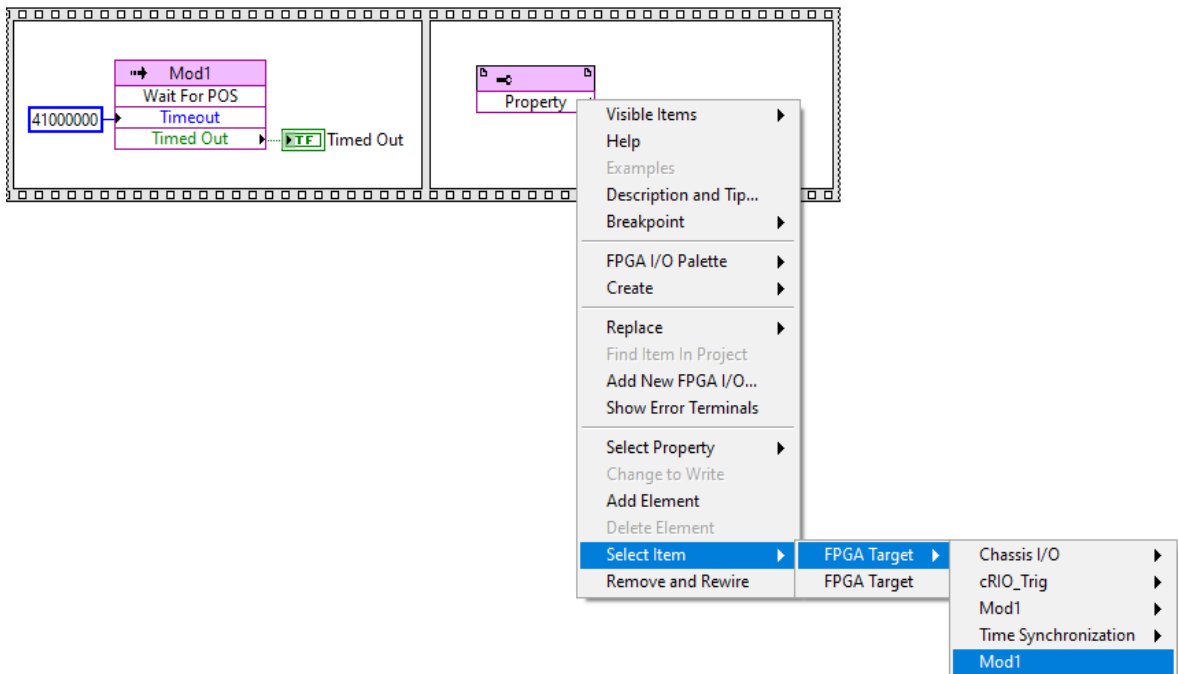 Mod1
Wait For POS
41000000
Timeout
Timed Out
TF
Timed Out
Property
Visible Items
Help
Examples
Description and Tip...
Breakpoint
FPGA I/O Palette
Create
Replace
Find Item In Project
Add New FPGA I/O...
Show Error Terminals
Select Property
Change to Write
Add Element
Delete Element
Select Item
Remove and Rewire
FPGA Target
FPGA Target
Chassis I/O
cRIO_Trig
Mod1
Time Synchronization
Mod1